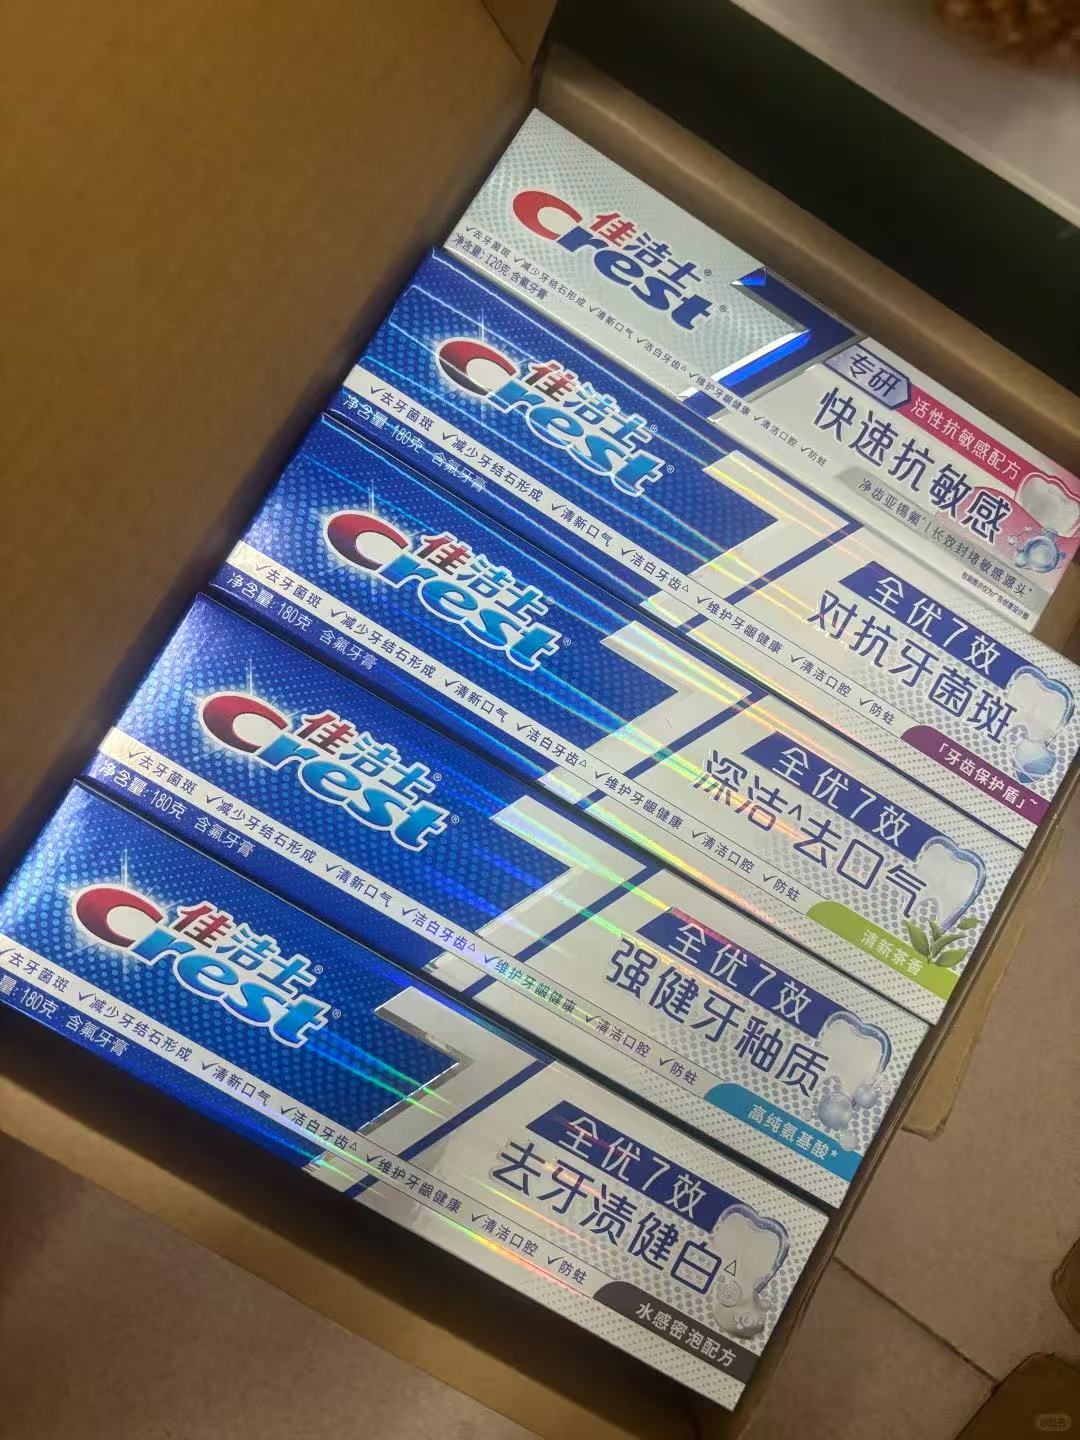 佳洁士®
Crest®
✓去牙菌斑 ✓减少牙结石形成 ✓清新口气 ✓洁白牙齿△ ✓维护牙龈健康 ✓清洁口腔 ✓防蛀
净含量: 120克 含氟牙膏
7
专研
活性抗敏感配方
快速抗敏感
净齿亚锡氟*|长效封堵敏感源头*
佳洁士®
Crest®
✓去牙菌斑 ✓减少牙结石形成 ✓清新口气 ✓洁白牙齿△ ✓维护牙龈健康 ✓清洁口腔 ✓防蛀
净含量: 180克 含氟牙膏
7
全优7效
对抗牙菌斑
「牙齿保护盾」~
佳洁士®
Crest®
✓去牙菌斑 ✓减少牙结石形成 ✓清新口气 ✓洁白牙齿△ ✓维护牙龈健康 ✓清洁口腔 ✓防蛀
净含量: 180克 含氟牙膏
7
全优7效
深洁^去口气
清新茶香
佳洁士®
Crest®
✓去牙菌斑 ✓减少牙结石形成 ✓清新口气 ✓洁白牙齿△ ✓维护牙龈健康 ✓清洁口腔 ✓防蛀
净含量: 180克 含氟牙膏
7
全优7效
强健牙釉质
高纯氨基酸*
佳洁士®
Crest®
去牙菌斑 ✓减少牙结石形成 ✓清新口气 ✓洁白牙齿△ ✓维护牙龈健康 ✓清洁口腔 ✓防蛀
量: 180克 含氟牙膏
7
全优7效
去牙渍健白△
水感密泡配方
小红书